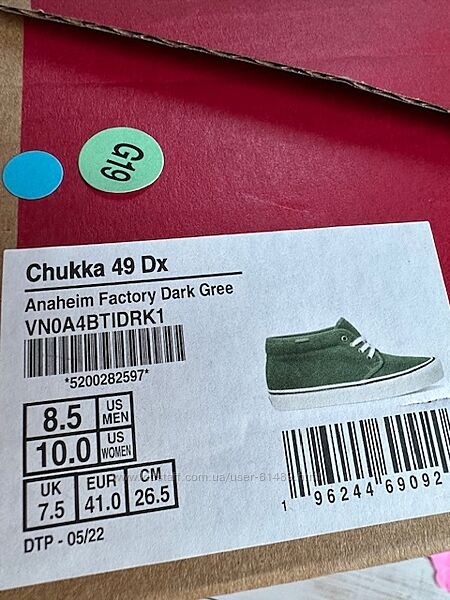 G19
Chukka 49 Dx
Anaheim Factory Dark Gree
VN0A4BTIDRK1
*5200282597*
8.5 US MEN
10.0 US WOMEN
UK 7.5 EUR 41.0 CM 26.5
1 96244 69092
DTP - 05/22